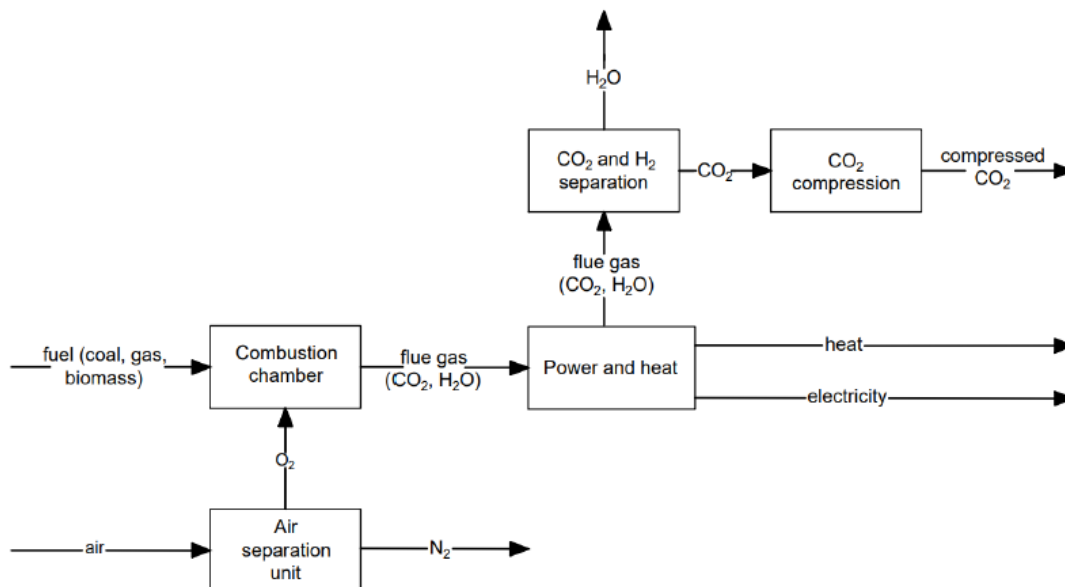 H₂O
CO₂ and H₂
separation
CO₂
CO₂
compression
compressed
CO₂
flue gas
(CO₂, H₂O)
fuel (coal, gas,
biomass)
Combustion
chamber
flue gas
(CO₂, H₂O)
Power and heat
heat
electricity
O₂
air
Air
separation
unit
N₂